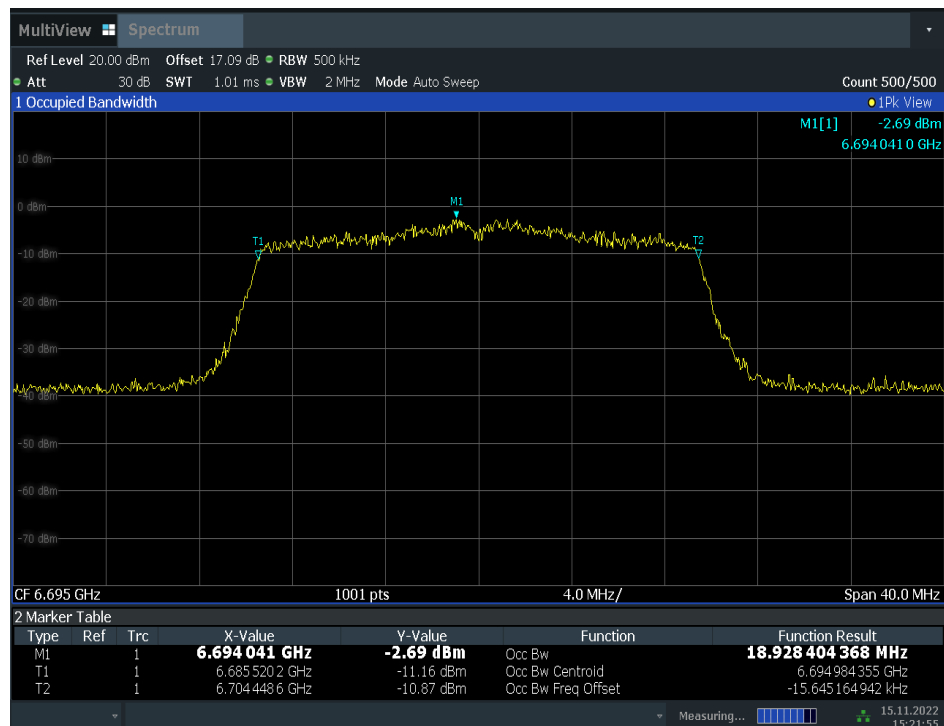 MultiView Spectrum
Ref Level 20.00 dBm Offset 17.09 dB RBW 500 kHz
Att 30 dB SWT 1.01 ms VBW 2 MHz Mode Auto Sweep Count 500/500
1 Occupied Bandwidth 1Pk View
M1[1] -2.69 dBm
6.6940410 GHz
10 dBm
M1
0 dBm
T1 T2
-10 dBm
-20 dBm
-30 dBm
-40 dBm
-50 dBm
-60 dBm
-70 dBm
CF 6.695 GHz 1001 pts 4.0 MHz/ Span 40.0 MHz
2 Marker Table
Type Ref Trc X-Value Y-Value Function Function Result
M1 1 6.694 041 GHz -2.69 dBm Occ Bw 18.928 404 368 MHz
T1 1 6.685 520 2 GHz -11.16 dBm Occ Bw Centroid 6.694 984 355 GHz
T2 1 6.704 448 6 GHz -10.87 dBm Occ Bw Freq Offset -15.645 164 942 kHz
Measuring... 15.11.2022
15:21:55